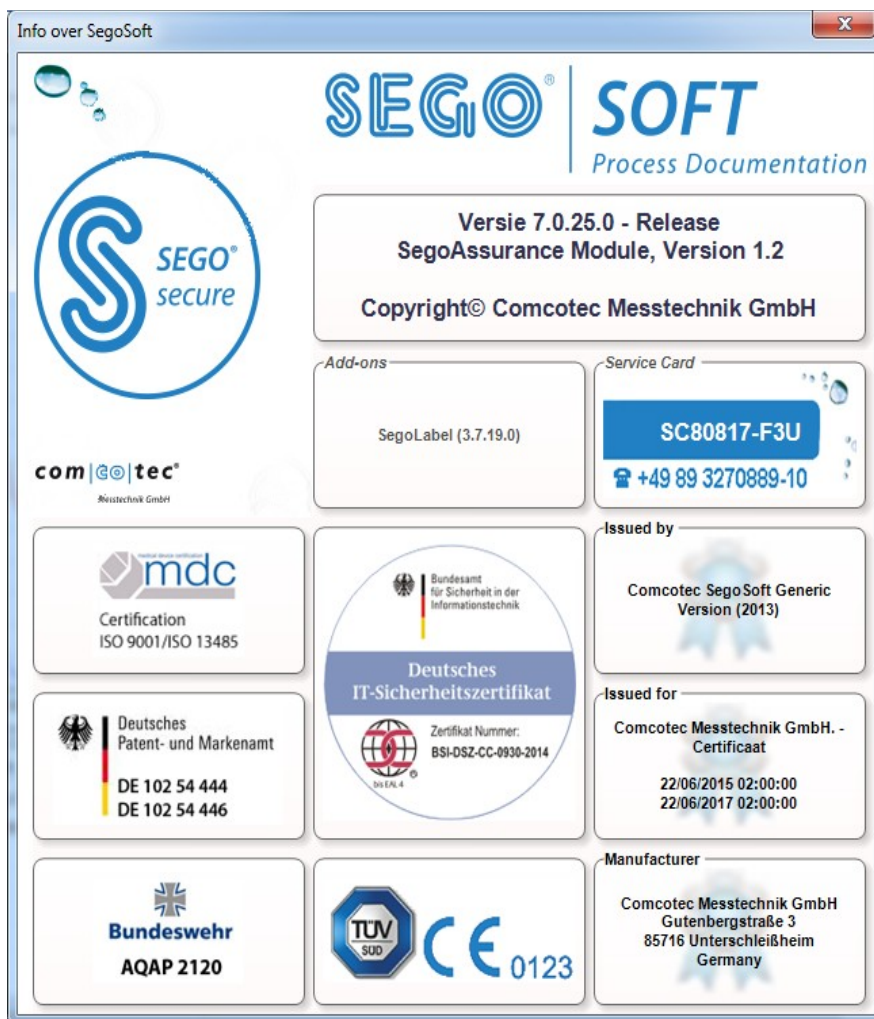 Info over SegoSoft
SEGO® SOFT
Process Documentation
SEGO®
secure
Versie 7.0.25.0 - Release
SegoAssurance Module, Version 1.2
Copyright© Comcotec Messtechnik GmbH
com|co|tec®
Messtechnik GmbH
Add-ons
SegoLabel (3.7.19.0)
Service Card
SC80817-F3U
+49 89 3270889-10
medical device certification
mdc
Certification
ISO 9001/ISO 13485
Bundesamt
für Sicherheit in der
Informationstechnik
Deutsches
IT-Sicherheitszertifikat
Zertifikat Nummer:
BSI-DSZ-CC-0930-2014
bis EAL 4
Issued by
Comcotec SegoSoft Generic
Version (2013)
Deutsches
Patent- und Markenamt
DE 102 54 444
DE 102 54 446
Issued for
Comcotec Messtechnik GmbH. -
Certificaat
22/06/2015 02:00:00
22/06/2017 02:00:00
Bundeswehr
AQAP 2120
TÜV
SÜD
CE 0123
Manufacturer
Comcotec Messtechnik GmbH
Gutenbergstraße 3
85716 Unterschleißheim
Germany